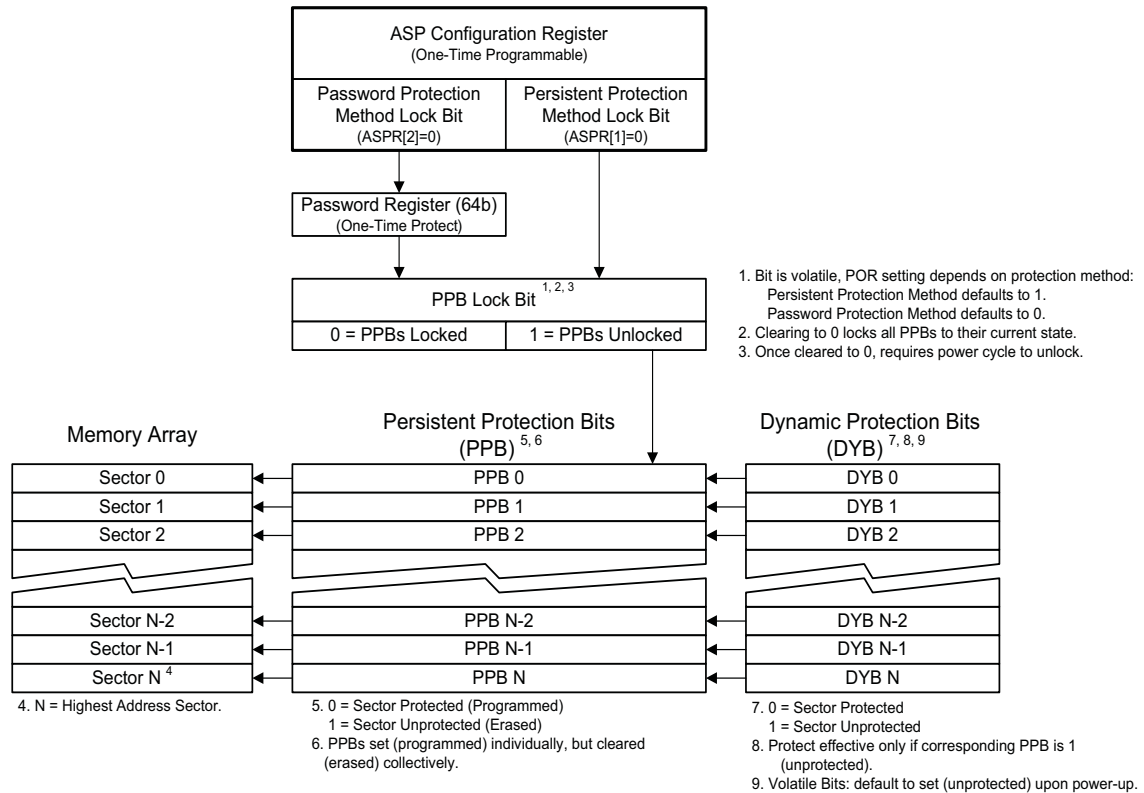 ASP Configuration Register
(One-Time Programmable)
Password Protection
Method Lock Bit
(ASPR[2]=0)
Persistent Protection
Method Lock Bit
(ASPR[1]=0)
Password Register (64b)
(One-Time Protect)
PPB Lock Bit 1, 2, 3
0 = PPBs Locked
1 = PPBs Unlocked
1. Bit is volatile, POR setting depends on protection method:
Persistent Protection Method defaults to 1.
Password Protection Method defaults to 0.
2. Clearing to 0 locks all PPBs to their current state.
3. Once cleared to 0, requires power cycle to unlock.
Memory Array
Sector 0
Sector 1
Sector 2
Sector N-2
Sector N-1
Sector N 4
4. N = Highest Address Sector.
Persistent Protection Bits
(PPB) 5, 6
PPB 0
PPB 1
PPB 2
PPB N-2
PPB N-1
PPB N
5. 0 = Sector Protected (Programmed)
1 = Sector Unprotected (Erased)
6. PPBs set (programmed) individually, but cleared
(erased) collectively.
Dynamic Protection Bits
(DYB) 7, 8, 9
DYB 0
DYB 1
DYB 2
DYB N-2
DYB N-1
DYB N
7. 0 = Sector Protected
1 = Sector Unprotected
8. Protect effective only if corresponding PPB is 1
(unprotected).
9. Volatile Bits: default to set (unprotected) upon power-up.